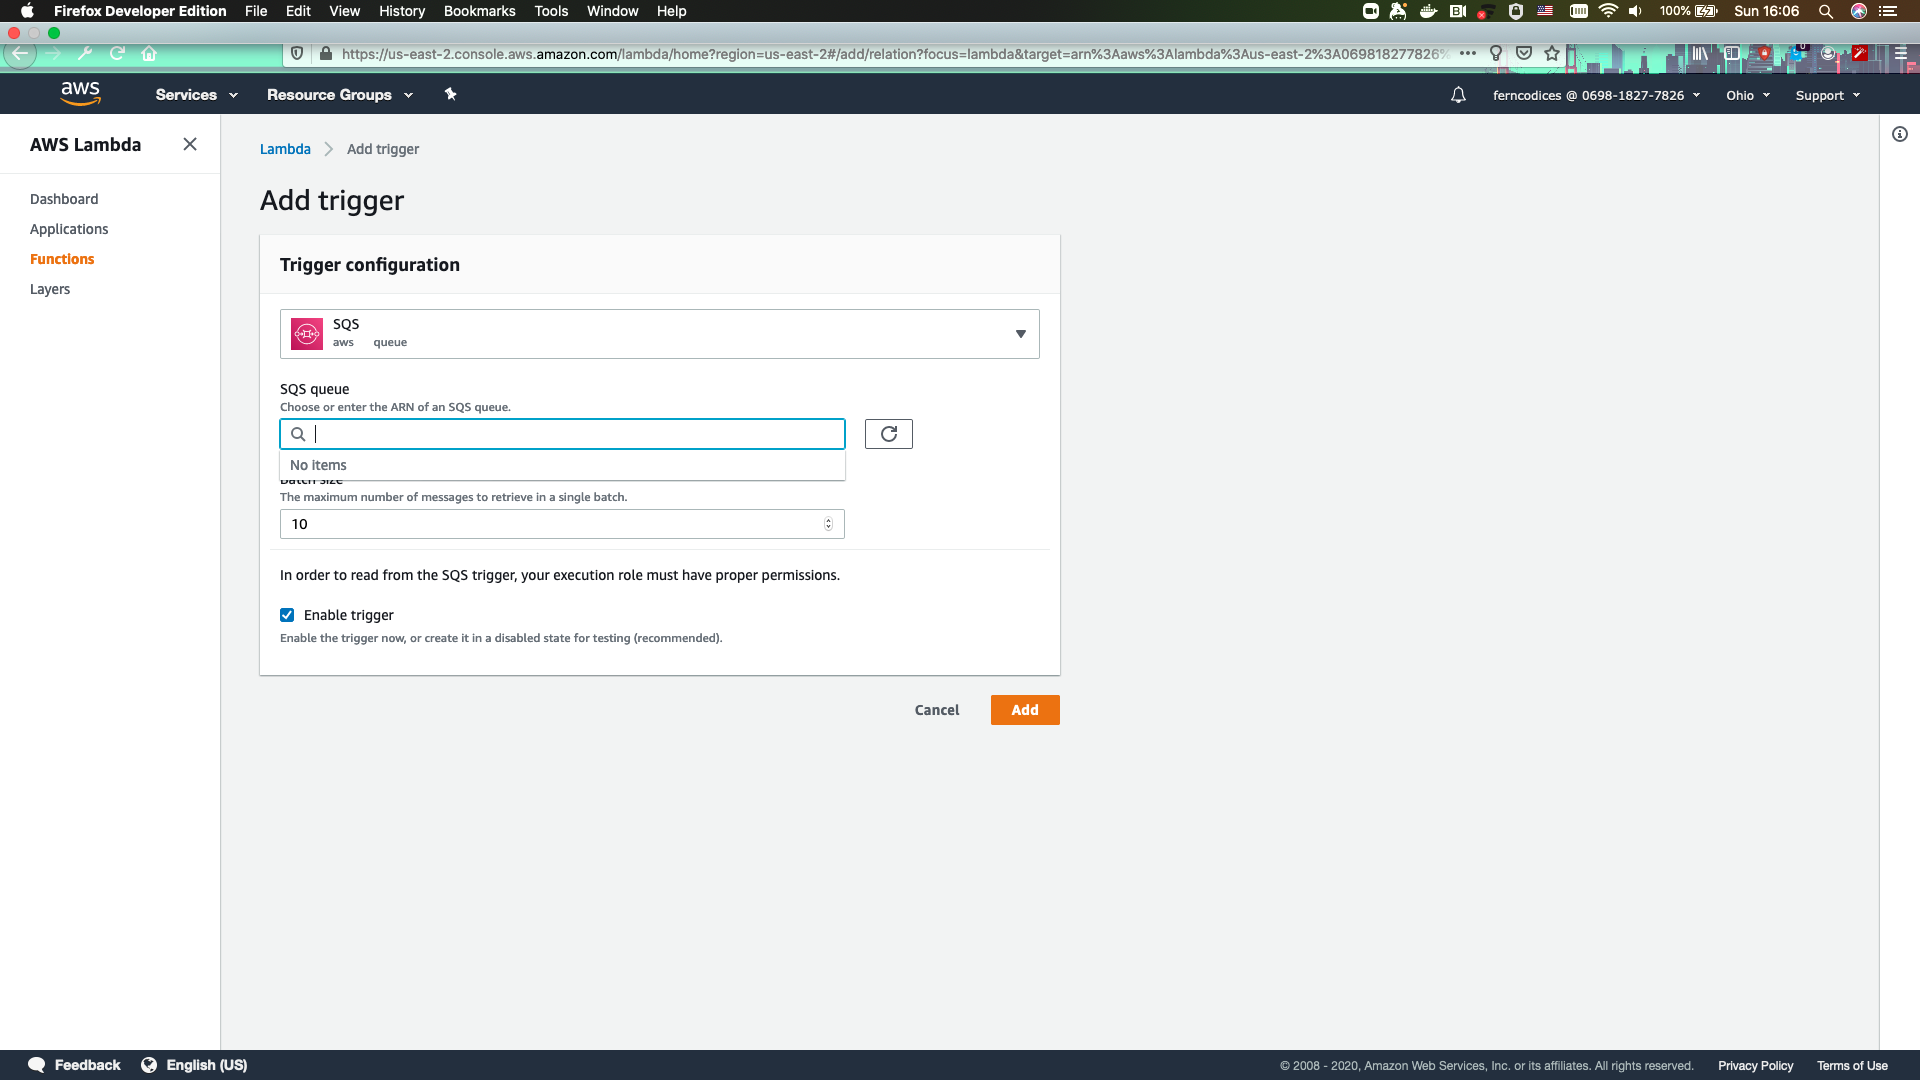 Firefox Developer Edition File Edit View History Bookmarks Tools Window Help 100% Sun 16:06
https://us-east-2.console.aws.amazon.com/lambda/home?region=us-east-2#/add/relation?focus=lambda&target=arn%3Aaws%3Alambda%3Aus-east-2%3A069818277826%
aws Services Resource Groups ferncodices @ 0698-1827-7826 Ohio Support
AWS Lambda
Dashboard
Applications
Functions
Layers
Lambda Add trigger
Add trigger
Trigger configuration
SQS
aws queue
SQS queue
Choose or enter the ARN of an SQS queue.
No items
Batch size
The maximum number of messages to retrieve in a single batch.
10
In order to read from the SQS trigger, your execution role must have proper permissions.
Enable trigger
Enable the trigger now, or create it in a disabled state for testing (recommended).
Cancel Add
Feedback English (US) © 2008 - 2020, Amazon Web Services, Inc. or its affiliates. All rights reserved. Privacy Policy Terms of Use